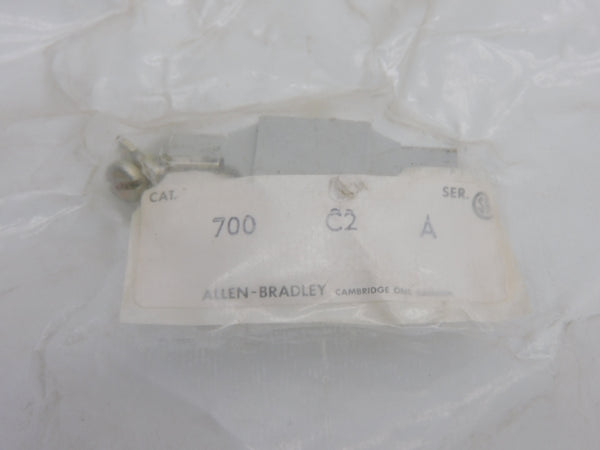 CAT. SER.
700 C2 A
ALLEN-BRADLEY CAMBRIDGE ONT.